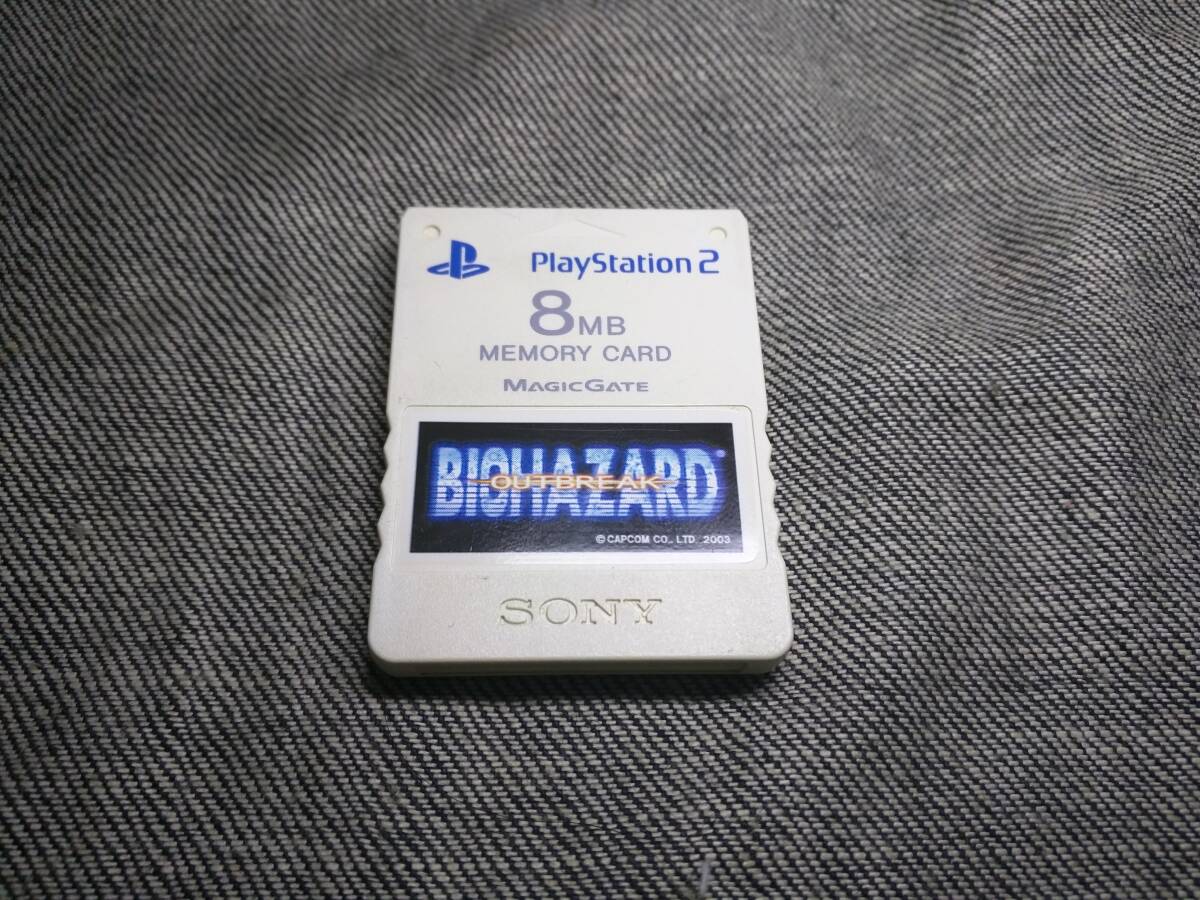 PlayStation 2
8MB
MEMORY CARD
MAGICGATE
BIOHAZARD
OUTBREAK
© CAPCOM CO., LTD. 2003
SONY